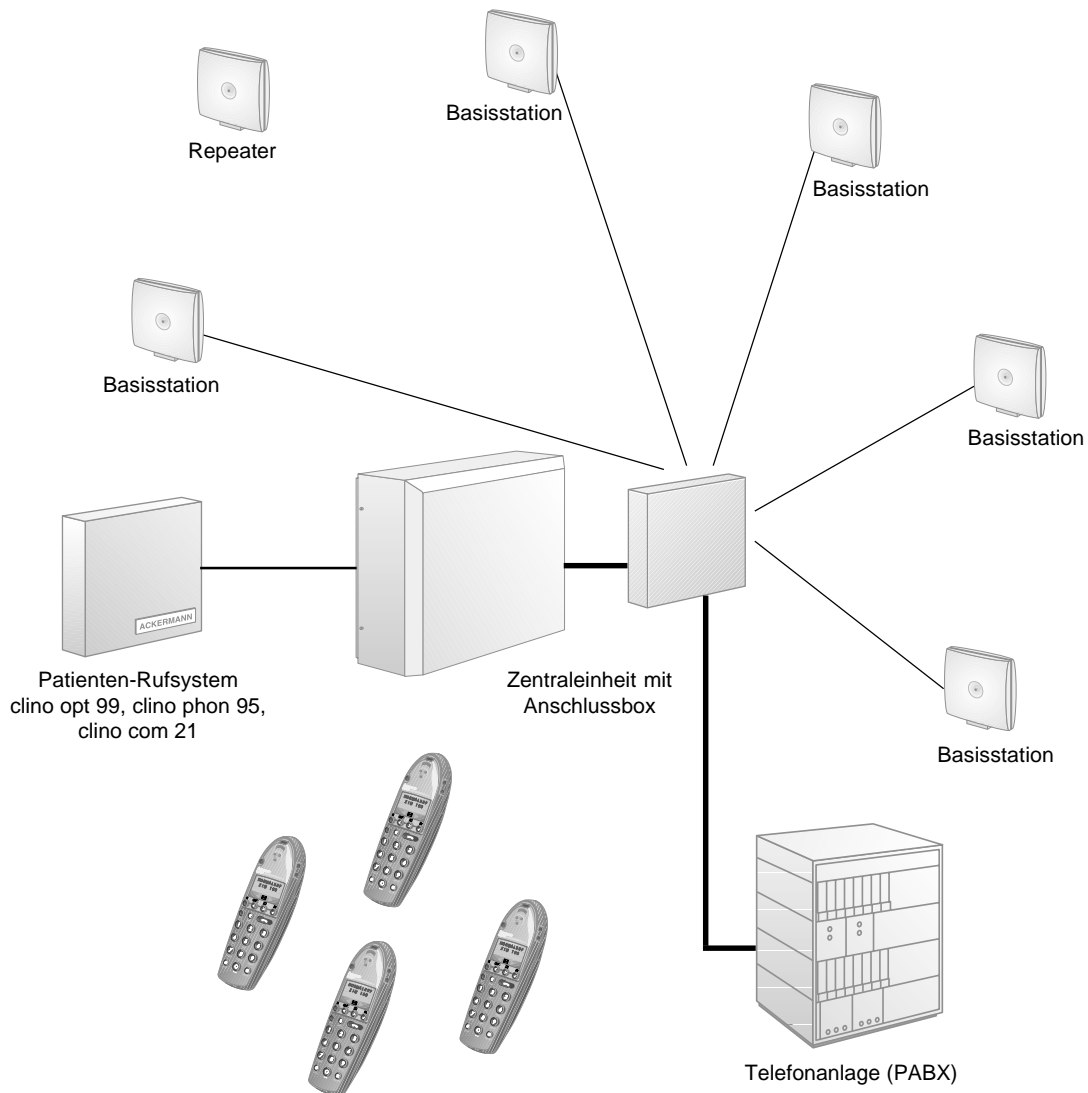 Basisstation
Repeater
Basisstation
Basisstation
Basisstation
ACKERMANN
Patienten-Rufsystem
clino opt 99, clino phon 95,
clino com 21
Zentraleinheit mit
Anschlussbox
Basisstation
Telefonanlage (PABX)